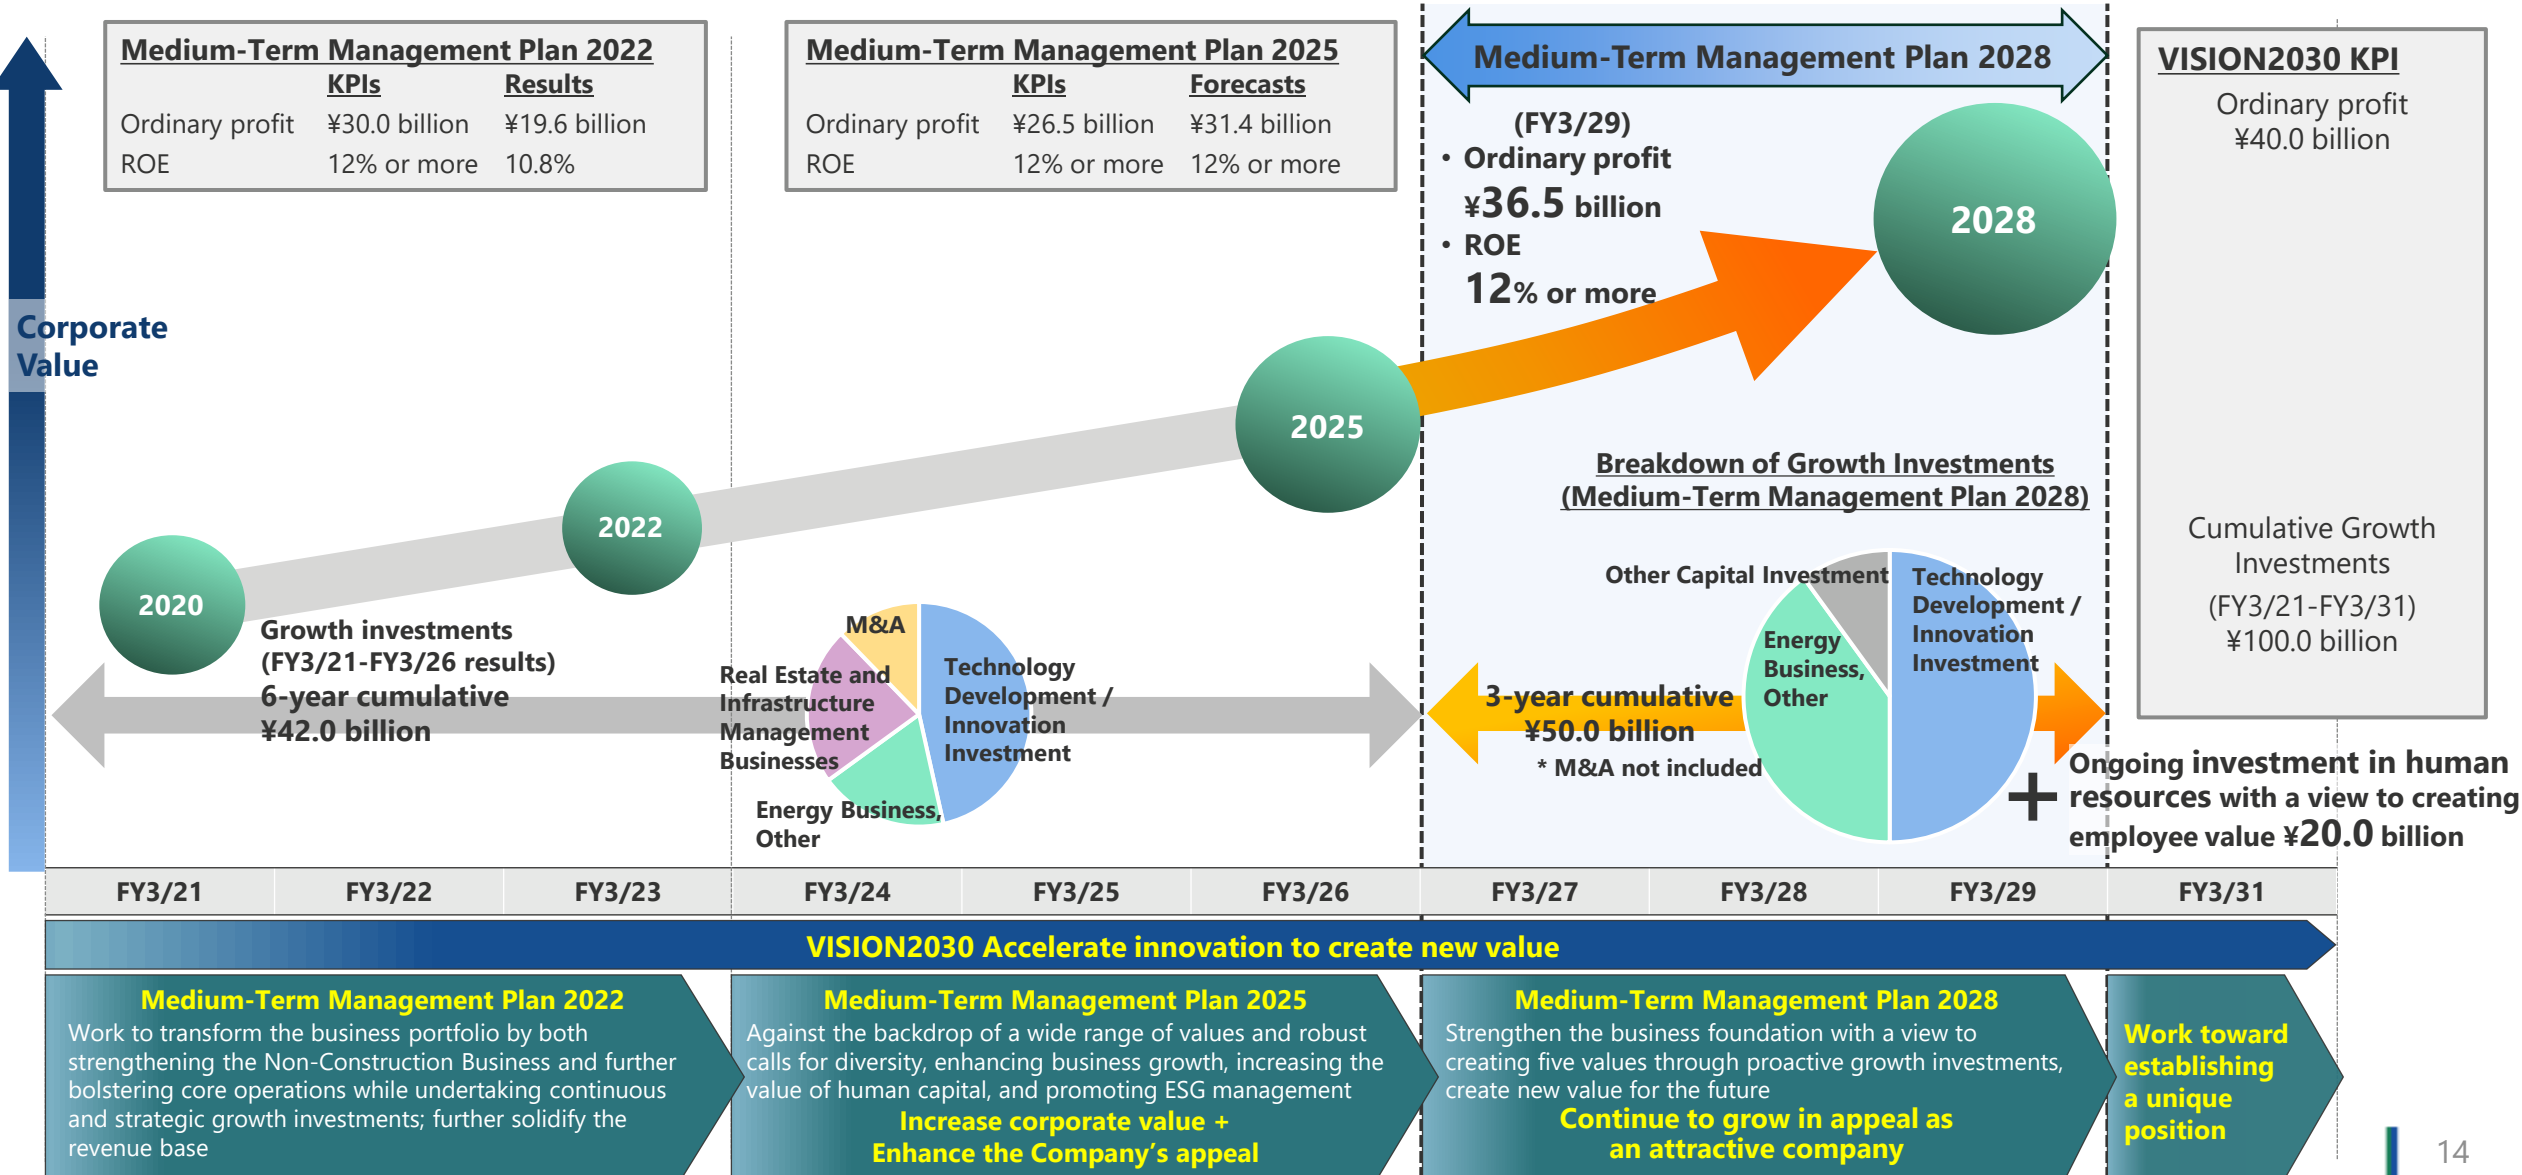 Medium-Term Management Plan 2022
KPIs Results
Ordinary profit ¥30.0 billion ¥19.6 billion
ROE 12% or more 10.8%
Medium-Term Management Plan 2025
KPIs Forecasts
Ordinary profit ¥26.5 billion ¥31.4 billion
ROE 12% or more 12% or more
Medium-Term Management Plan 2028
(FY3/29)
• Ordinary profit
¥36.5 billion
• ROE
12% or more
VISION2030 KPI
Ordinary profit
¥40.0 billion
Cumulative Growth
Investments
(FY3/21-FY3/31)
¥100.0 billion
Corporate
Value
2020
2022
2025
2028
Growth investments
(FY3/21-FY3/26 results)
6-year cumulative
¥42.0 billion
M&A
Real Estate and
Infrastructure
Management
Businesses
Energy Business,
Other
Technology
Development /
Innovation
Investment
Breakdown of Growth Investments
(Medium-Term Management Plan 2028)
Other Capital Investment
Technology
Development /
Innovation
Investment
Energy
Business,
Other
3-year cumulative
¥50.0 billion
* M&A not included
+
Ongoing investment in human
resources with a view to creating
employee value ¥20.0 billion
FY3/21 FY3/22 FY3/23 FY3/24 FY3/25 FY3/26 FY3/27 FY3/28 FY3/29 FY3/31
VISION2030 Accelerate innovation to create new value
Medium-Term Management Plan 2022
Work to transform the business portfolio by both
strengthening the Non-Construction Business and further
bolstering core operations while undertaking continuous
and strategic growth investments; further solidify the
revenue base
Medium-Term Management Plan 2025
Against the backdrop of a wide range of values and robust
calls for diversity, enhancing business growth, increasing the
value of human capital, and promoting ESG management
Increase corporate value +
Enhance the Company's appeal
Medium-Term Management Plan 2028
Strengthen the business foundation with a view to
creating five values through proactive growth investments,
create new value for the future
Continue to grow in appeal as
an attractive company
Work toward
establishing
a unique
position
14